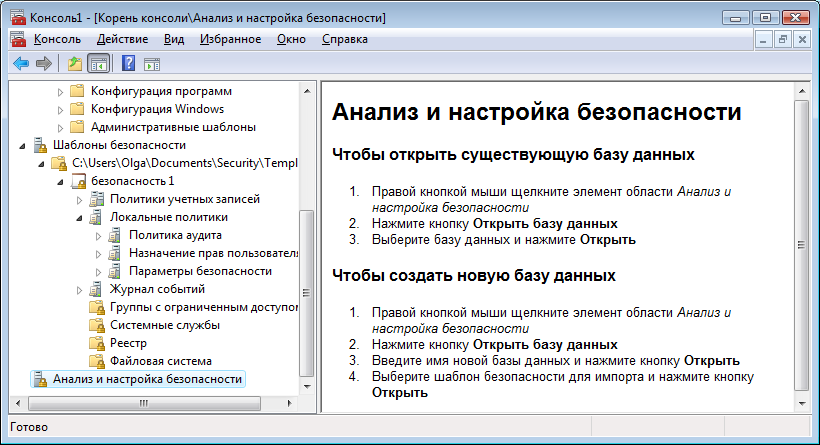 Консоль1 - [Корень консоли\Анализ и настройка безопасности]
Консоль Действие Вид Избранное Окно Справка
Конфигурация программ
Конфигурация Windows
Административные шаблоны
Шаблоны безопасности
C:\Users\Olga\Documents\Security\Templ
безопасность 1
Политики учетных записей
Локальные политики
Политика аудита
Назначение прав пользователя
Параметры безопасности
Журнал событий
Группы с ограниченным доступом
Системные службы
Реестр
Файловая система
Анализ и настройка безопасности
Анализ и настройка безопасности
Чтобы открыть существующую базу данных
1. Правой кнопкой мыши щелкните элемент области Анализ и
настройка безопасности
2. Нажмите кнопку Открыть базу данных
3. Выберите базу данных и нажмите Открыть
Чтобы создать новую базу данных
1. Правой кнопкой мыши щелкните элемент области Анализ и
настройка безопасности
2. Нажмите кнопку Открыть базу данных
3. Введите имя новой базы данных и нажмите кнопку Открыть
4. Выберите шаблон безопасности для импорта и нажмите кнопку
Открыть
Готово